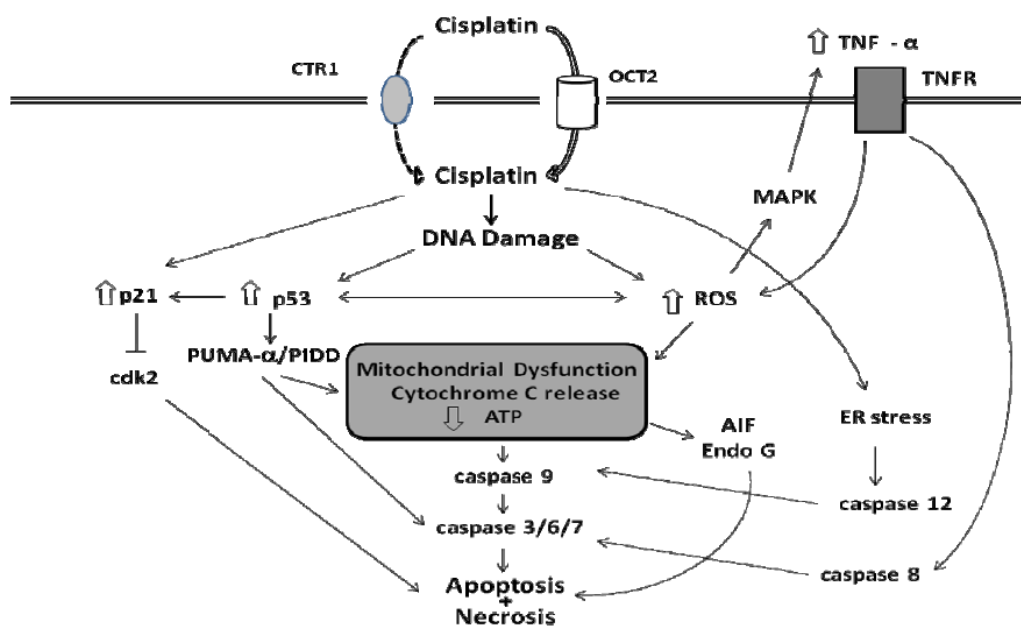 Cisplatin
TNF - α
CTR1
OCT2
TNFR
Cisplatin
MAPK
DNA Damage
p21
p53
ROS
PUMA-α/PIDD
cdk2
Mitochondrial Dysfunction
Cytochrome C release
ATP
AIF
Endo G
ER stress
caspase 9
caspase 12
caspase 3/6/7
caspase 8
Apoptosis
+
Necrosis